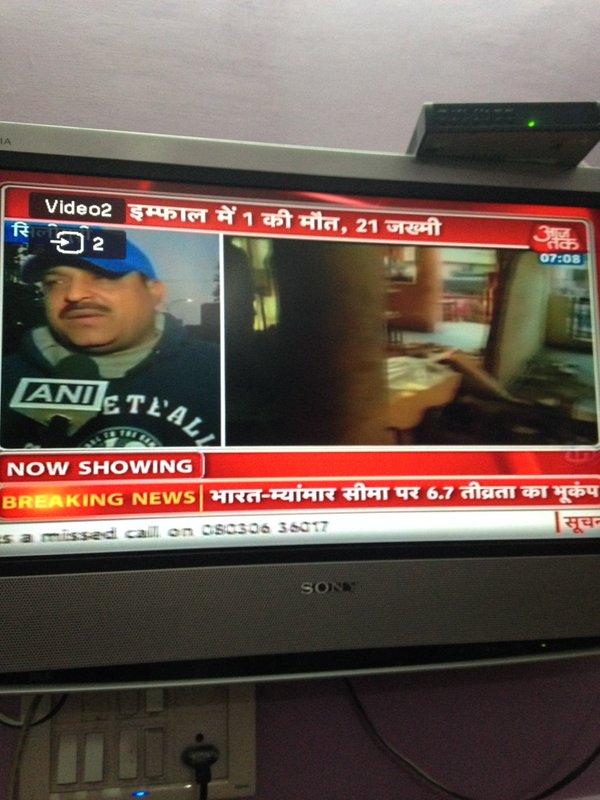 Video2
इम्फाल में 1 की मौत, 21 जख्मी
आज तक
2
07:08
ANI
ETBALL
NOW SHOWING
BREAKING NEWS
भारत-म्यांमार सीमा पर 6.7 तीव्रता का भूकंप
s a missed call on 080306 36017
SONY